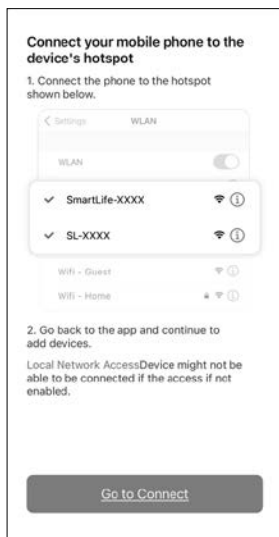 Connect your mobile phone to the
device's hotspot
1. Connect the phone to the hotspot
shown below.
Settings WLAN
WLAN
SmartLife-XXXX
SL-XXXX
Wifi - Guest
Wifi - Home
2. Go back to the app and continue to
add devices.
Local Network AccessDevice might not be
able to be connected if the access if not
enabled.
Go to Connect